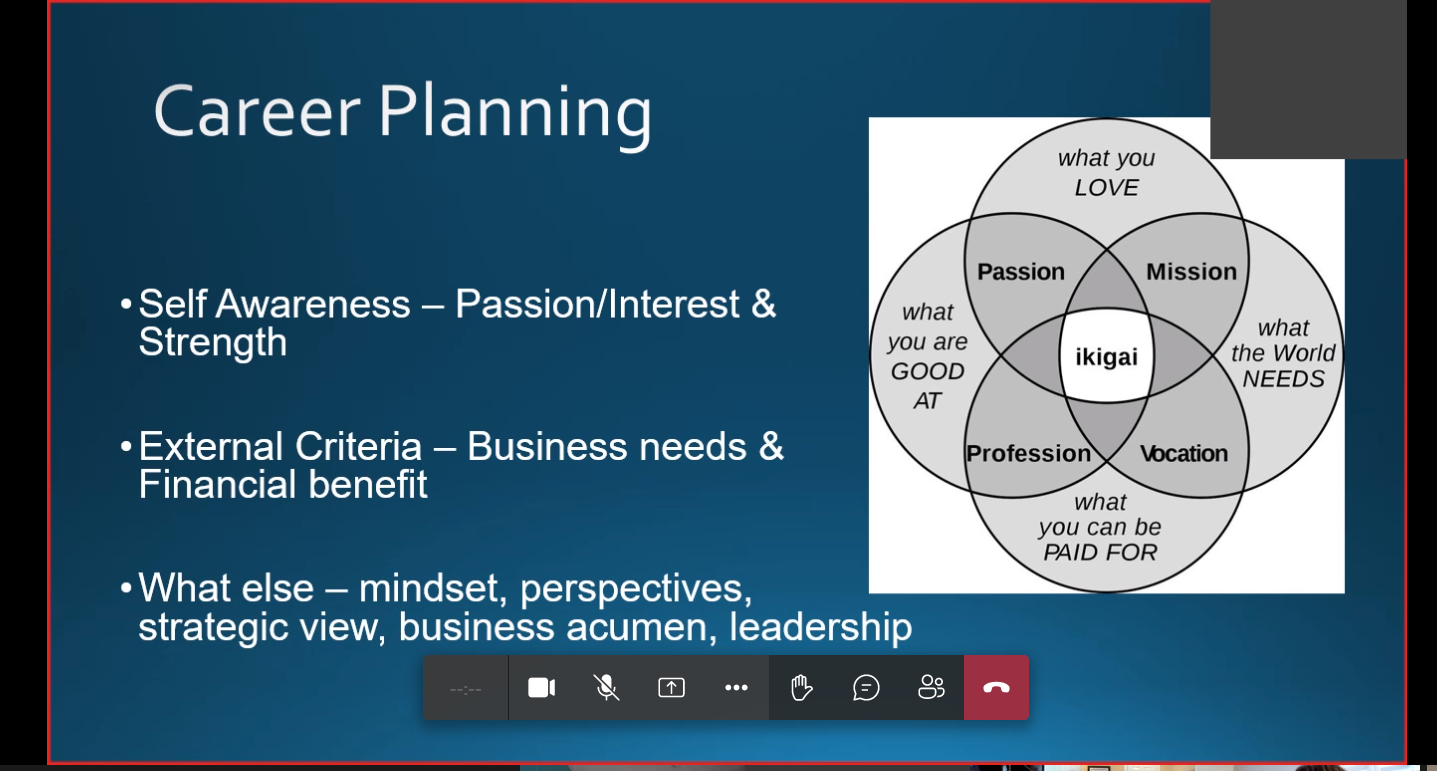 Career Planning
•Self Awareness – Passion/Interest &
Strength
•External Criteria – Business needs &
Financial benefit
•What else – mindset, perspectives,
strategic view, business acumen, leadership
what you
LOVE
Passion
Mission
what
you are
GOOD
AT
ikigai
what
the World
NEEDS
Profession
Vocation
what
you can be
PAID FOR
--:--